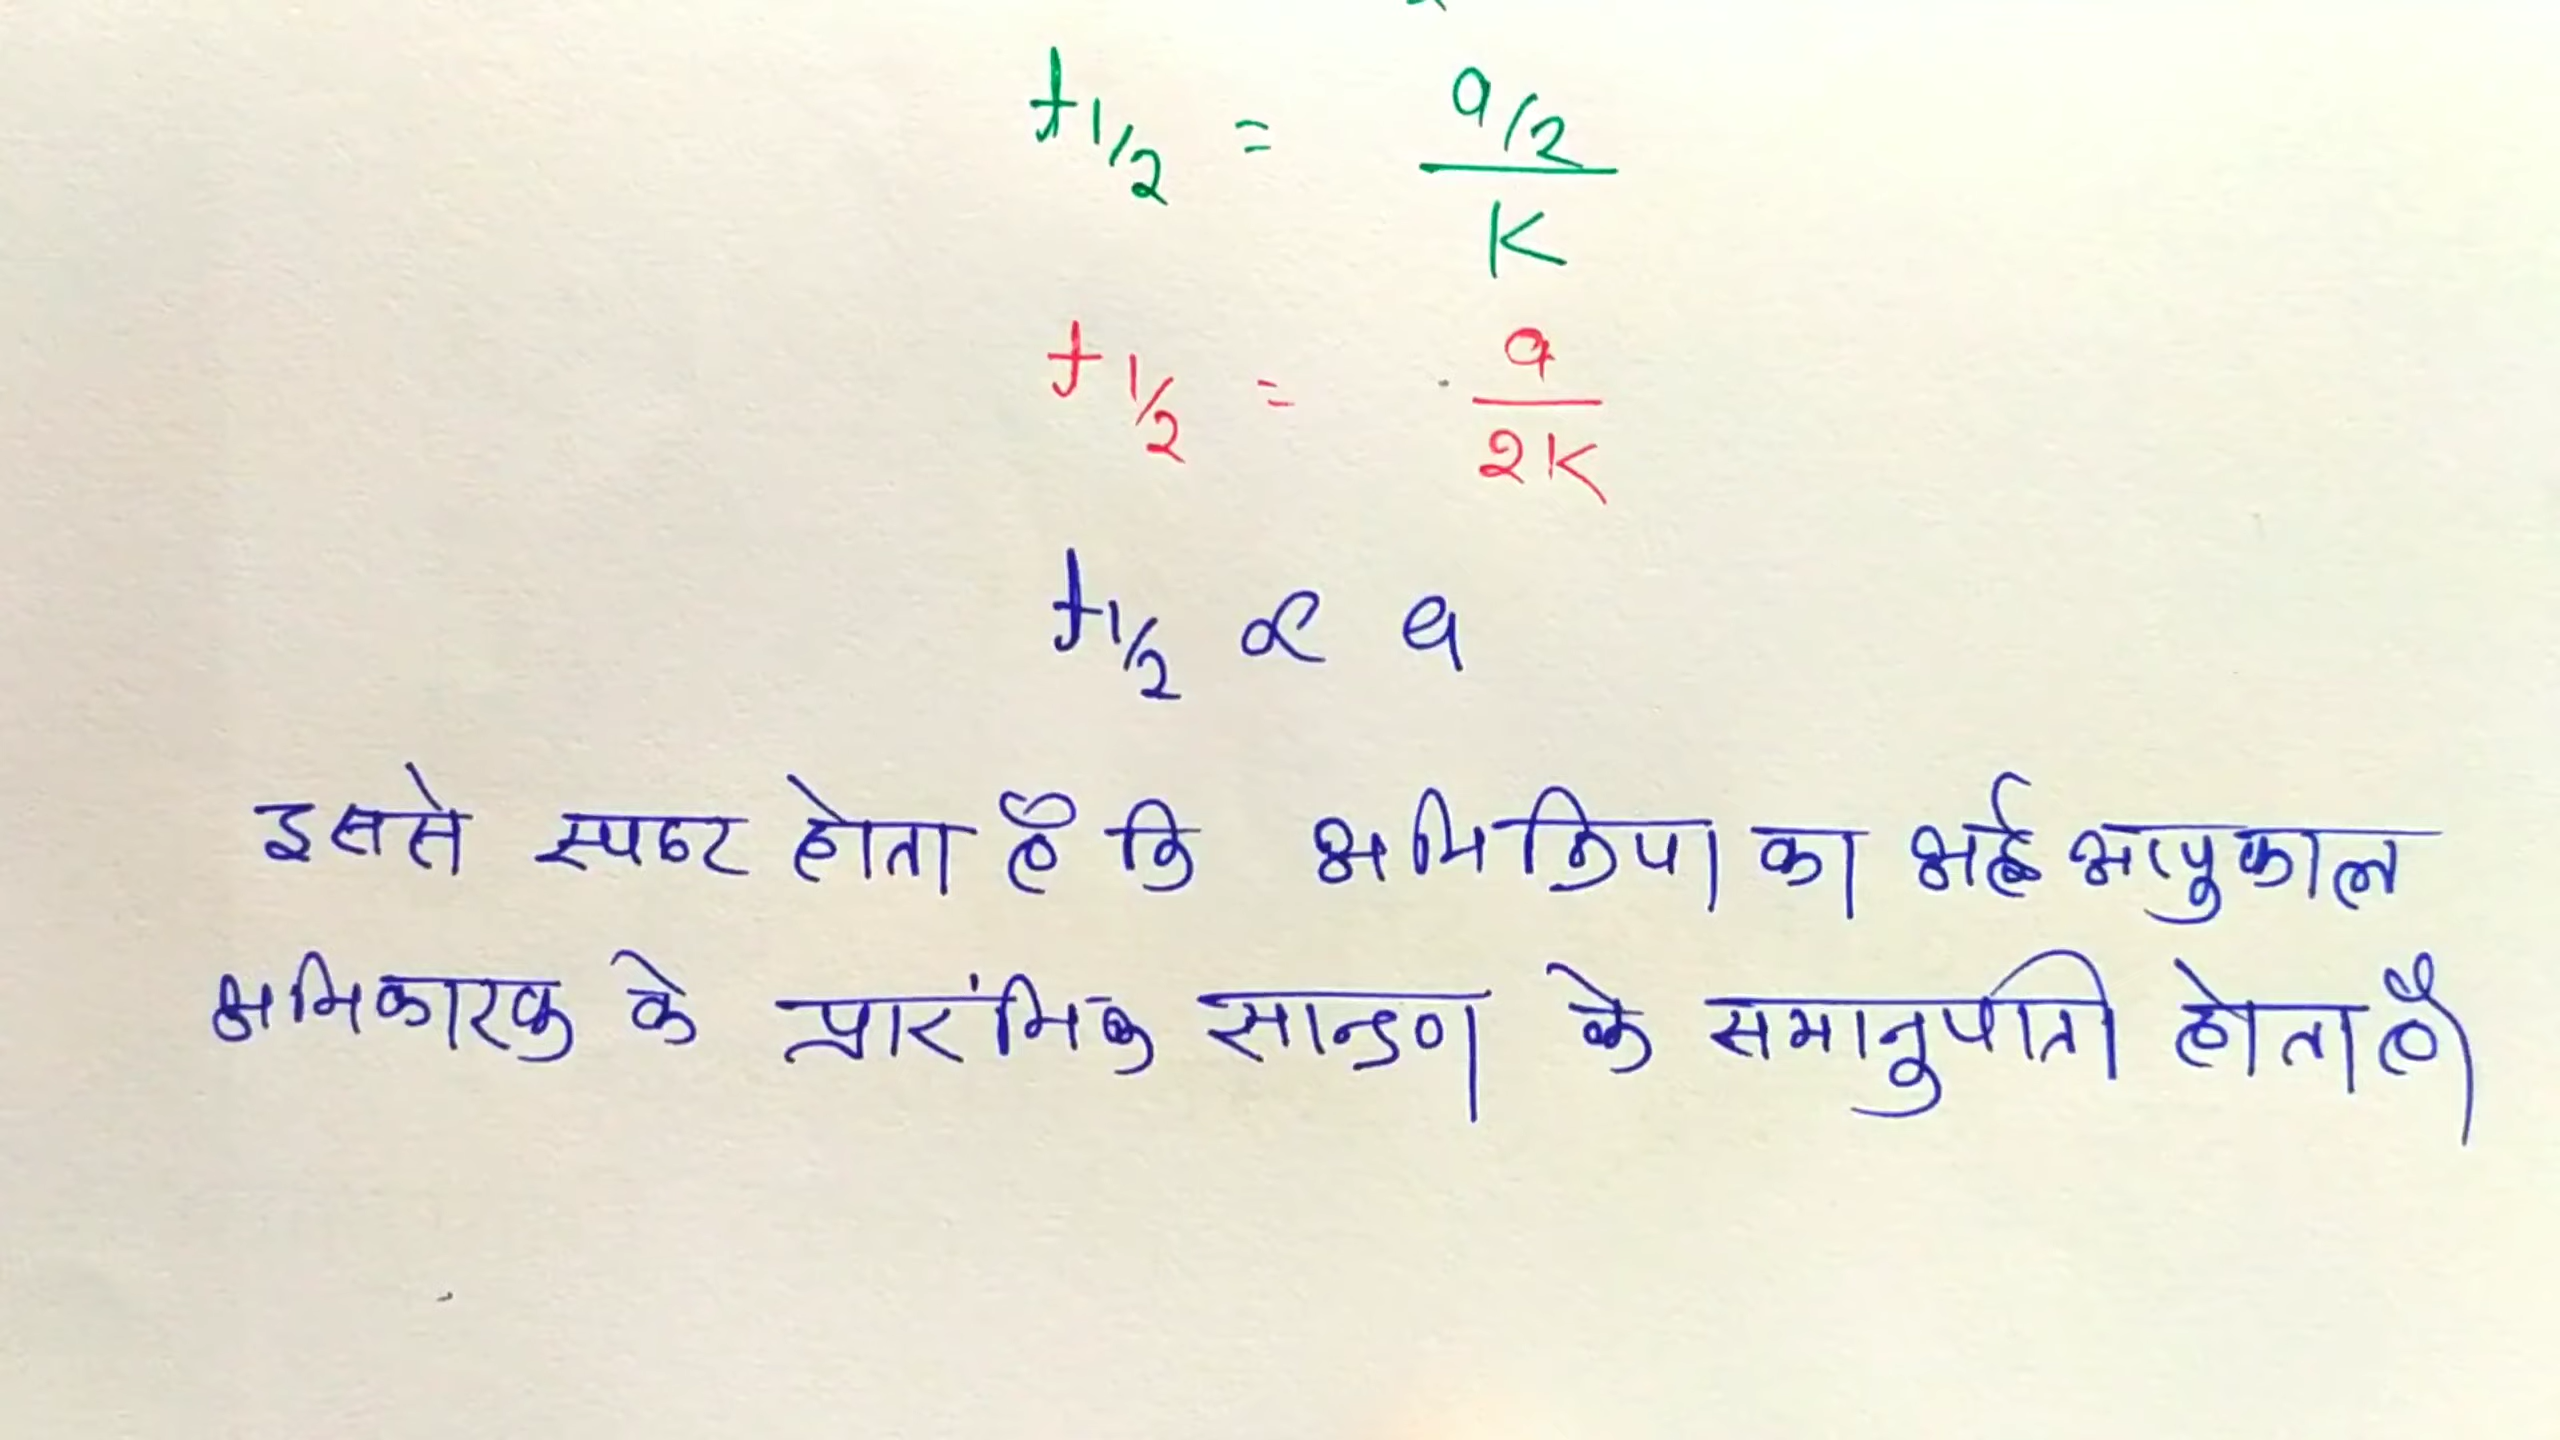 t1/2 = a/2 / K
t1/2 = a / 2K
t1/2 ∝ a
इससे स्पष्ट होता है कि अभिक्रिया का अर्द्ध आयुकाल
अभिकारक के प्रारंभिक सान्द्रण के समानुपाती होता है।